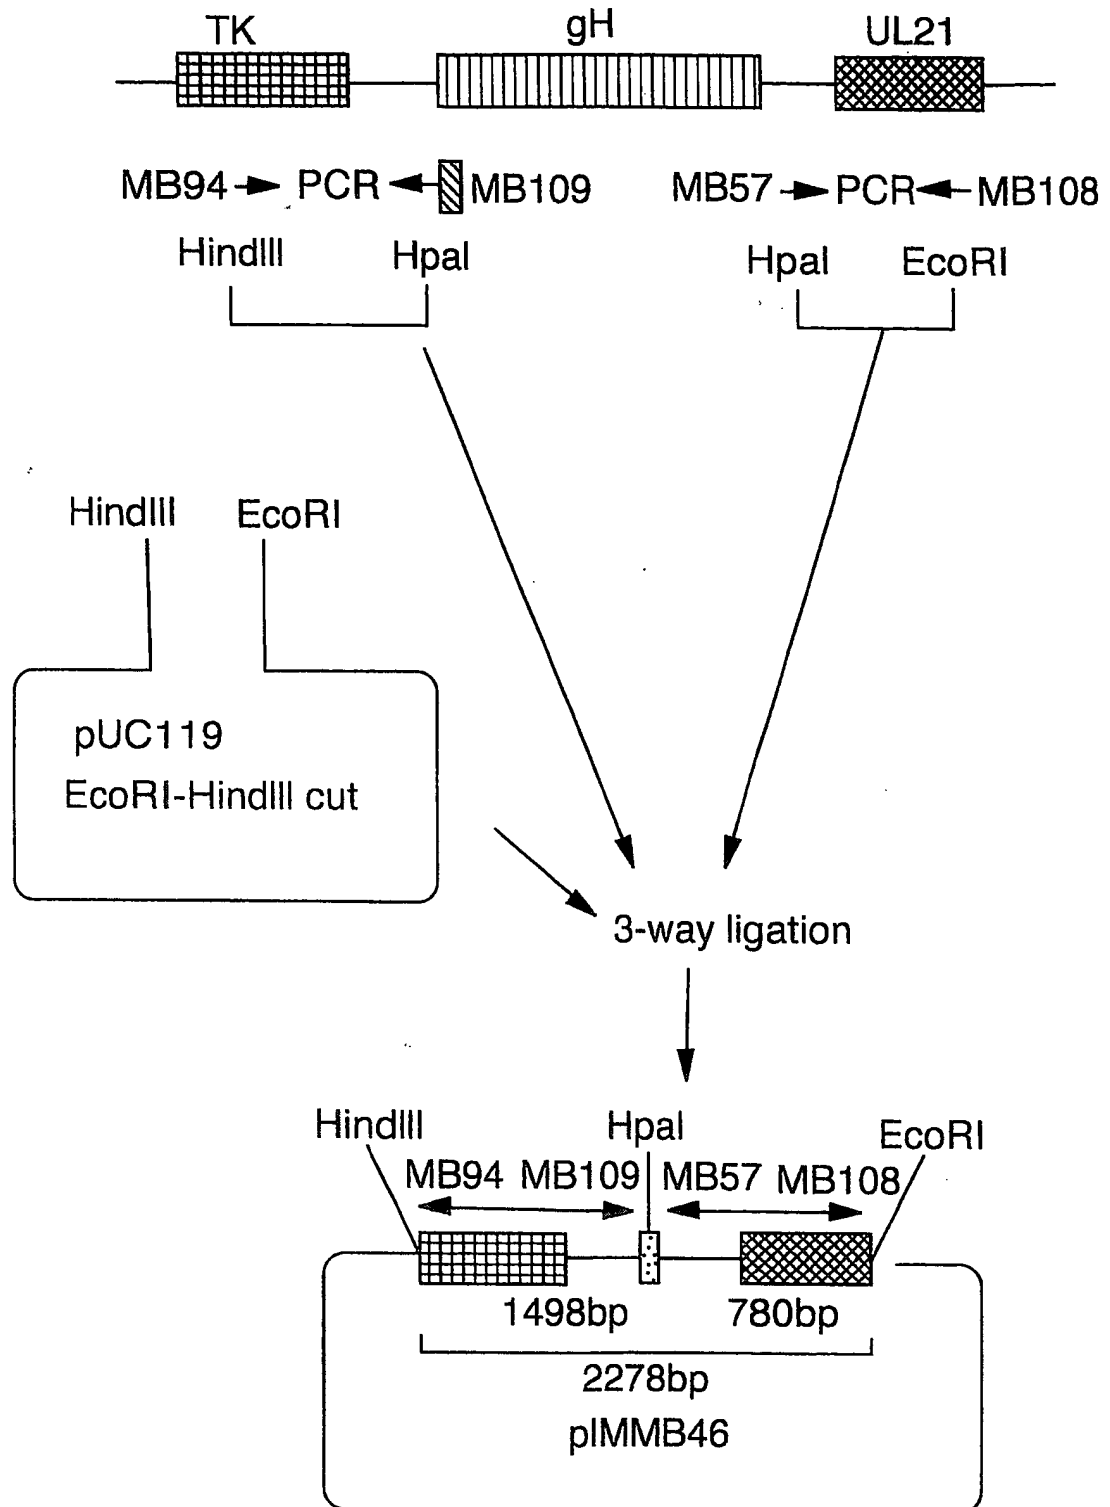 TK gH UL21
MB94 PCR MB109 MB57 PCR MB108
HindIII HpaI HpaI EcoRI
HindIII EcoRI
pUC119
EcoRI-HindIII cut
3-way ligation
HindIII HpaI EcoRI
MB94 MB109 MB57 MB108
1498bp 780bp
2278bp
pIMMB46